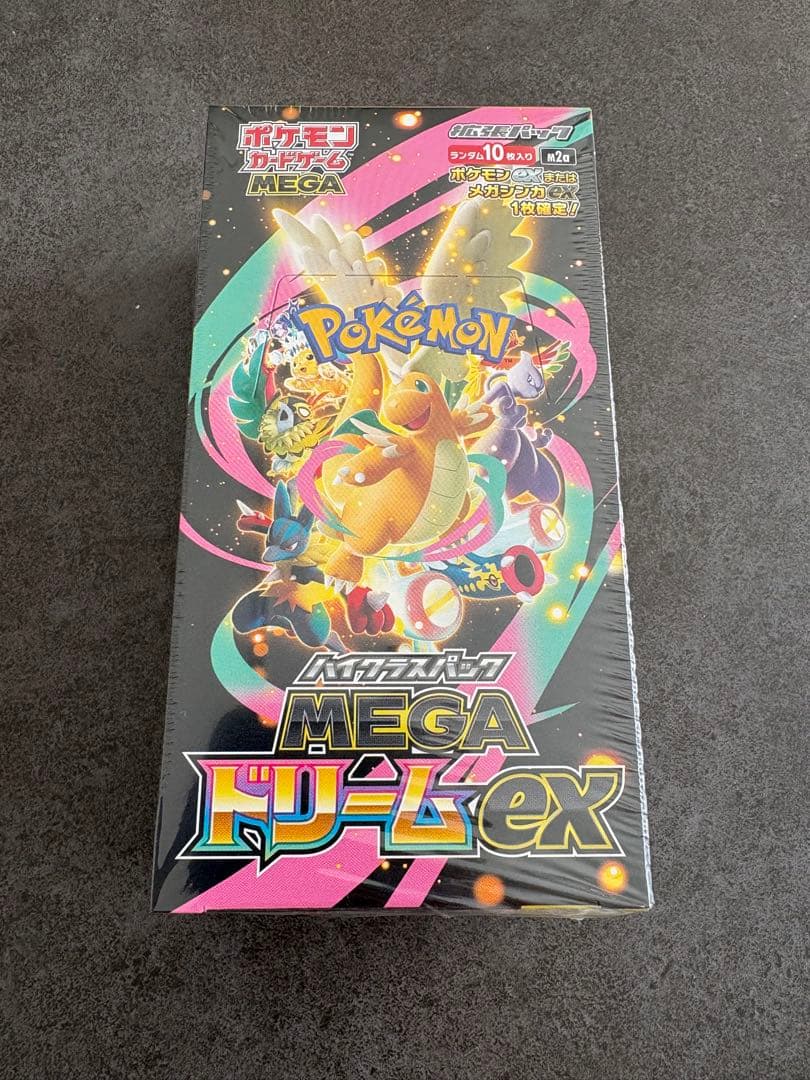 ポケモン
カードゲーム
MEGA
拡張パック
ランダム10枚入り M2a
ポケモンexまたは
メガシンカex
1枚確定!
POKéMON
TM
ハイクラスパック
MEGA
ドリームex